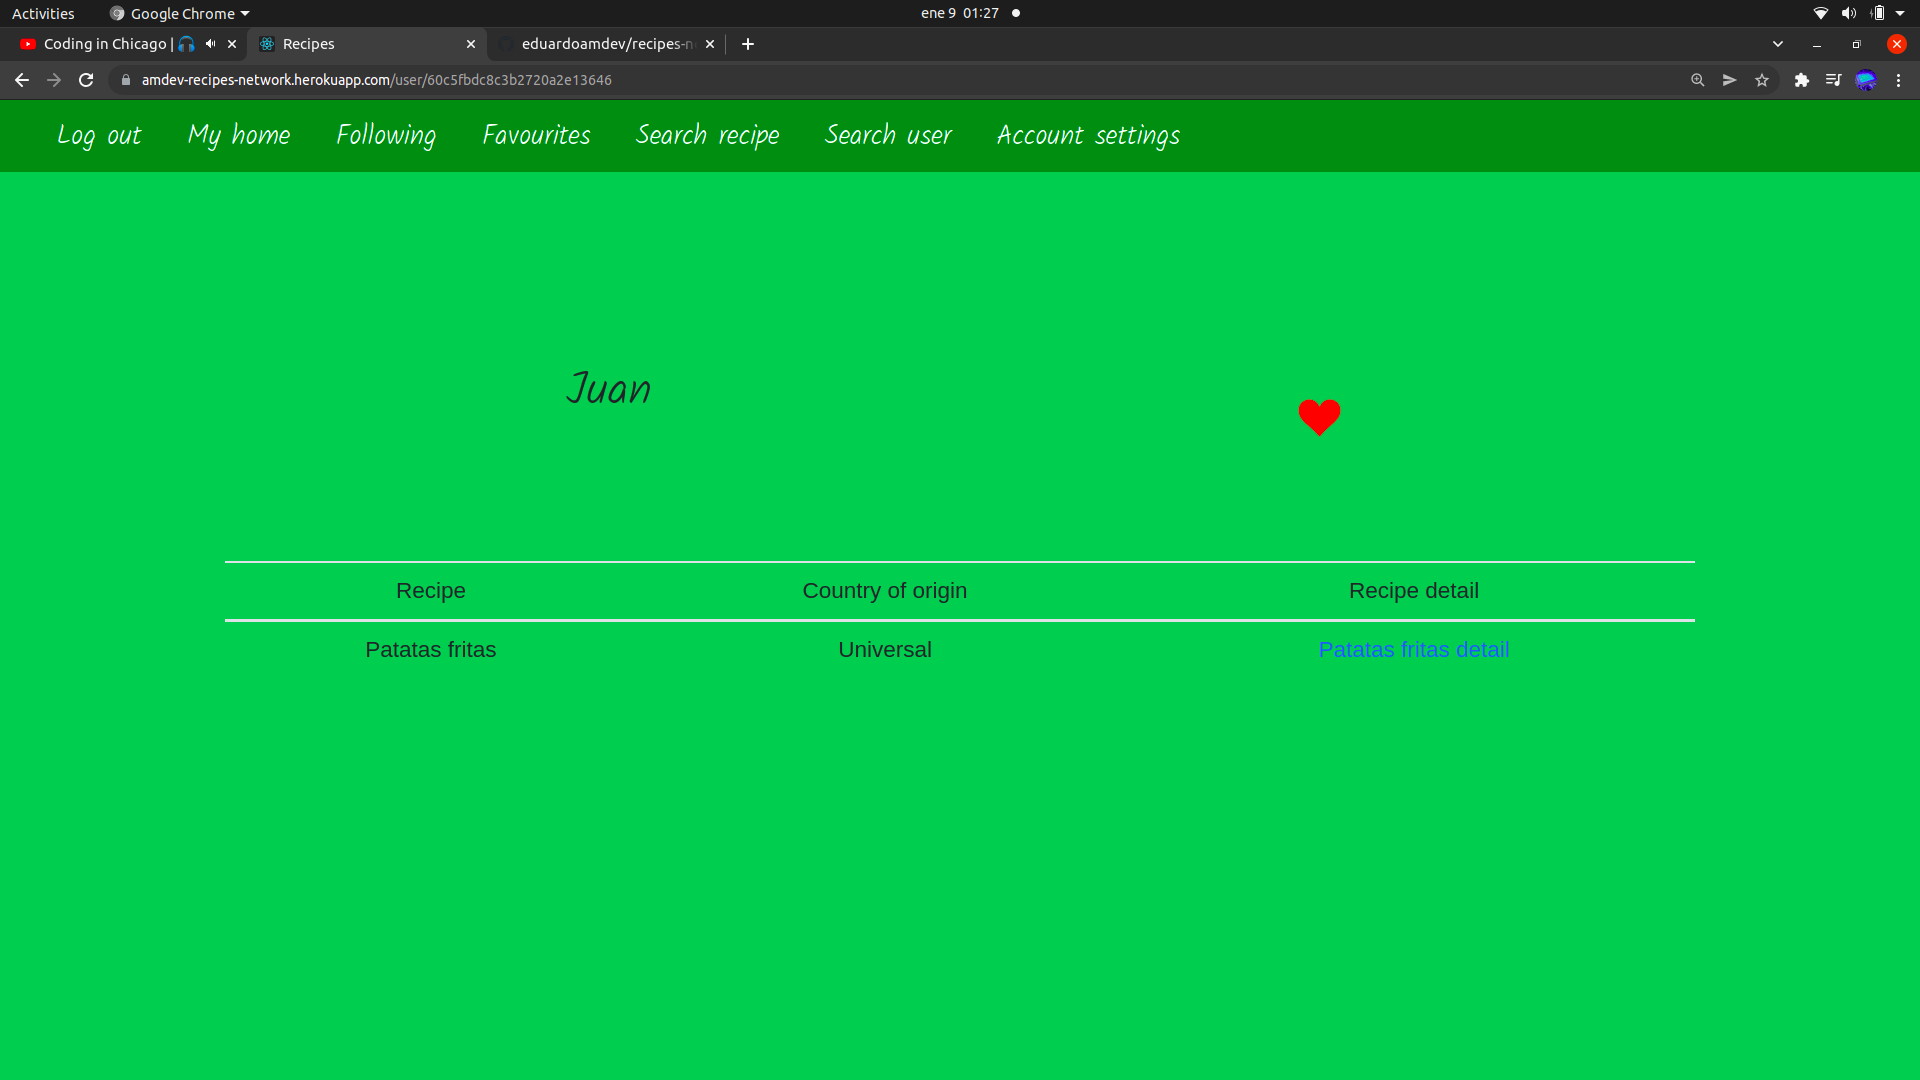 Activities Google Chrome ene 9 01:27
Coding in Chicago | Recipes eduardoamdev/recipes-n
amdev-recipes-network.herokuapp.com/user/60c5fbdc8c3b2720a2e13646
Log out My home Following Favourites Search recipe Search user Account settings
Juan
Recipe Country of origin Recipe detail
Patatas fritas Universal Patatas fritas detail